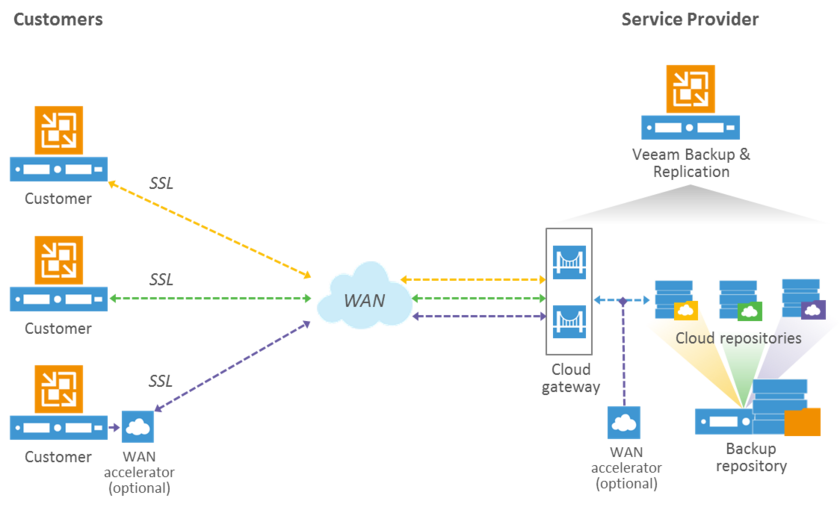 Customers
Service Provider
Veeam Backup &
Replication
Customer
SSL
Customer
SSL
WAN
Customer
SSL
WAN
accelerator
(optional)
Cloud
gateway
Cloud repositories
WAN
accelerator
(optional)
Backup
repository